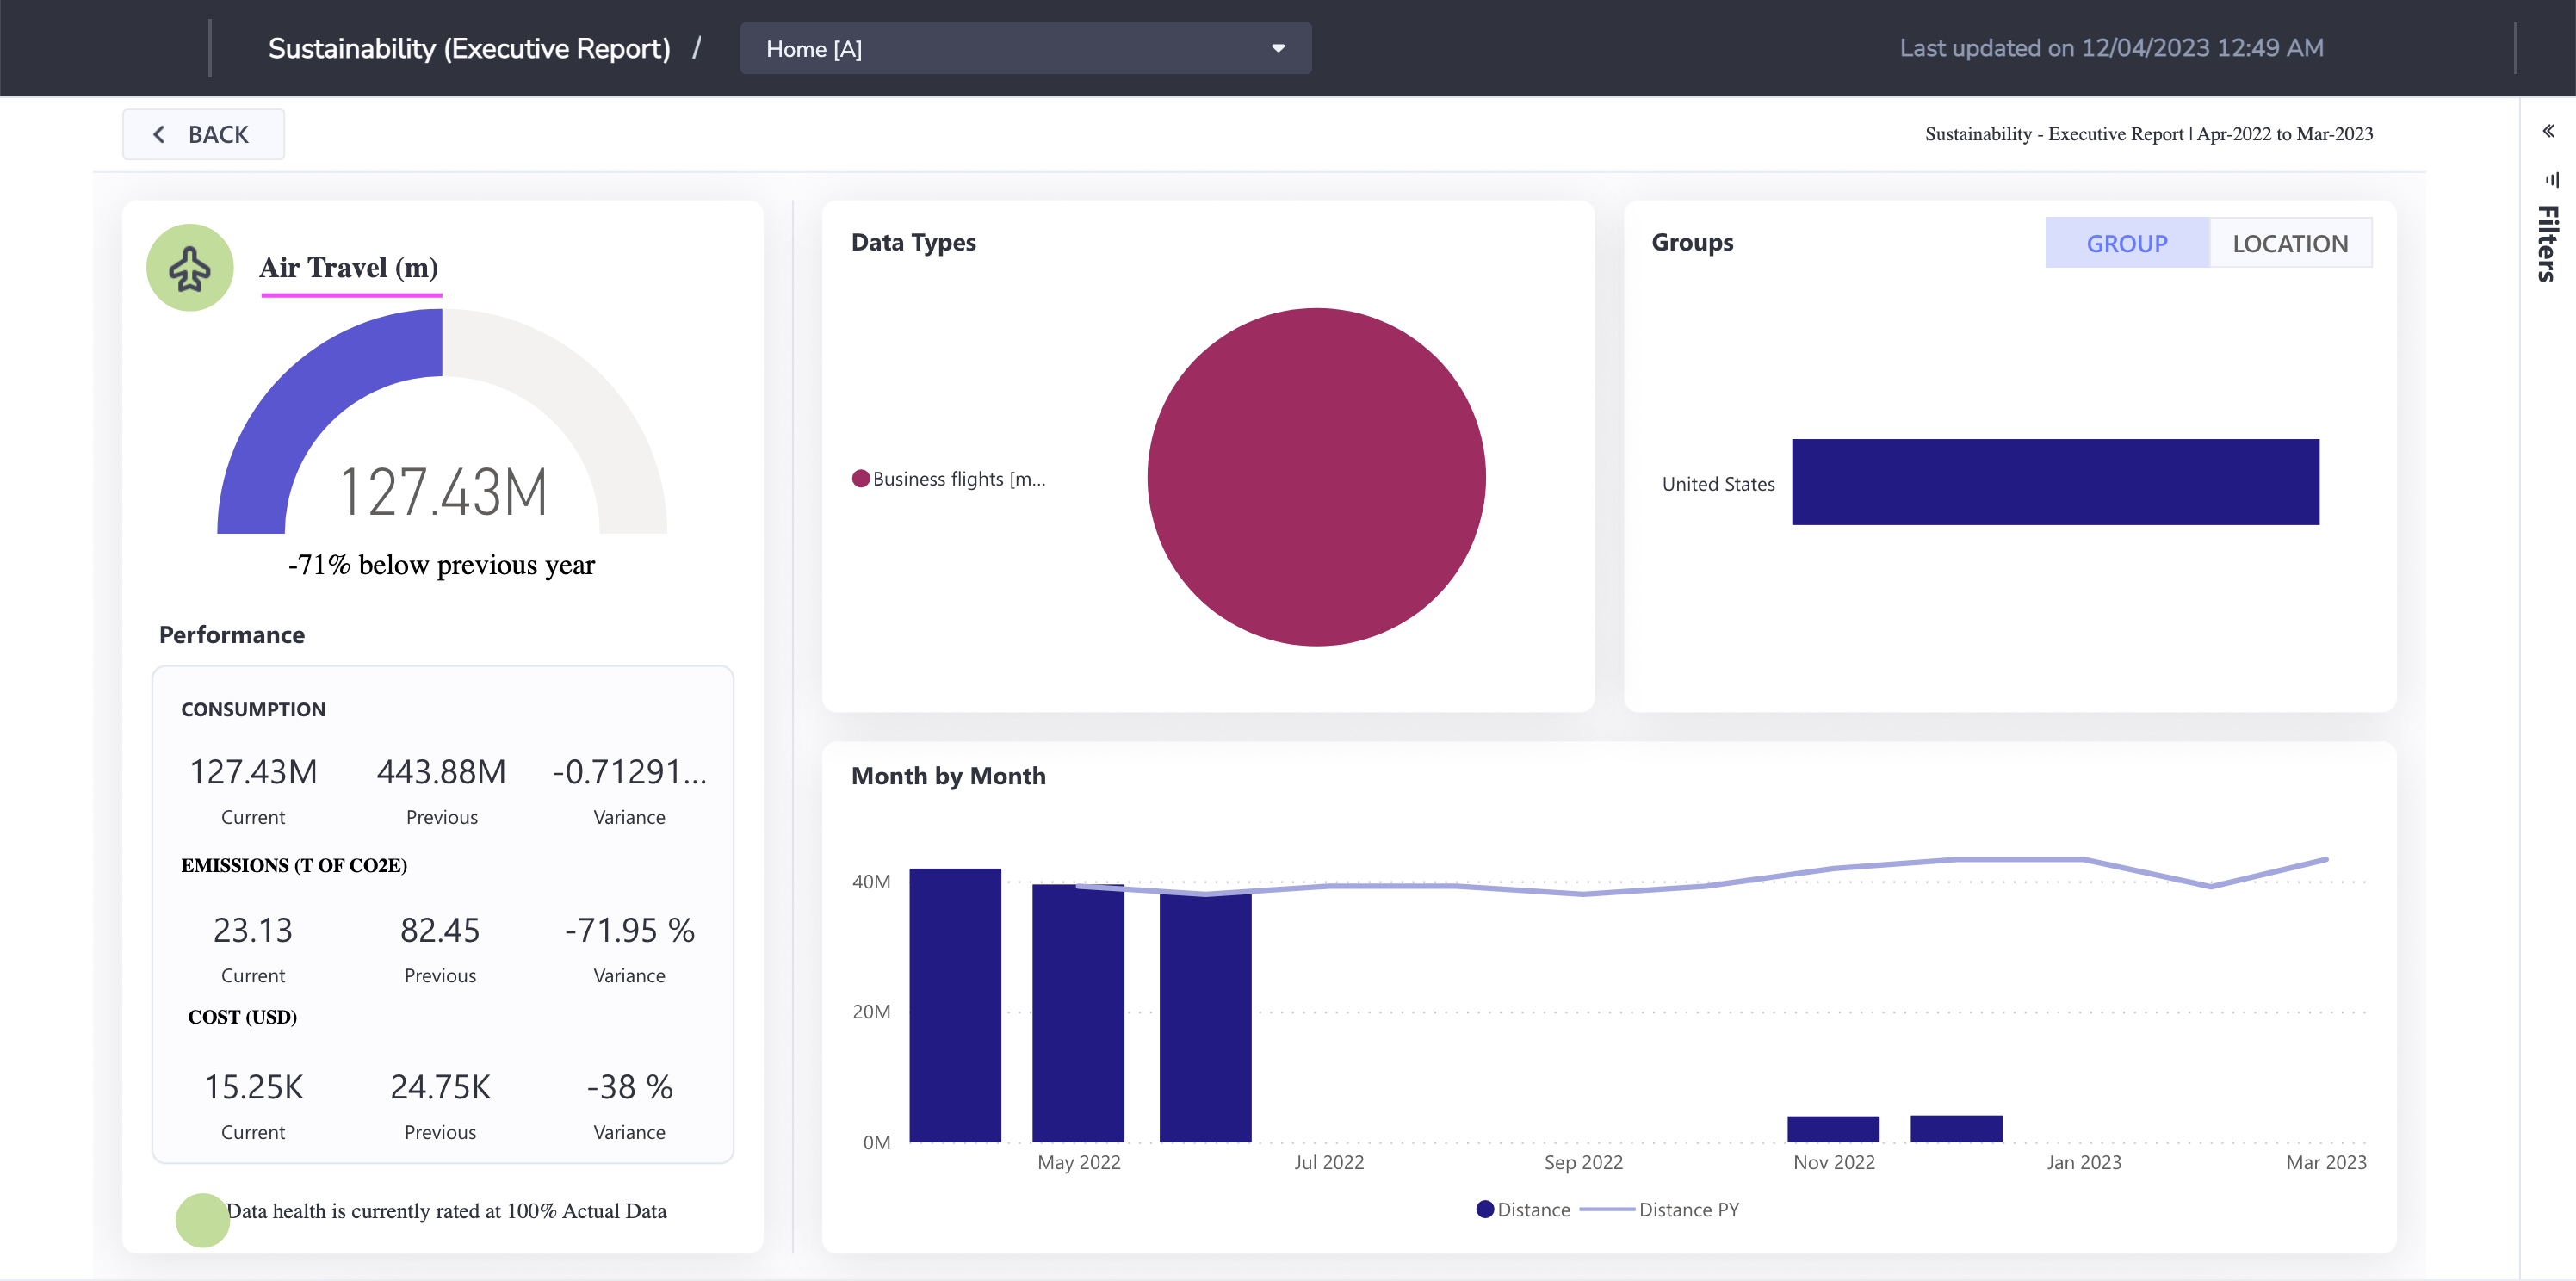 Sustainability (Executive Report) / Home [A]
Last updated on 12/04/2023 12:49 AM
BACK
Sustainability - Executive Report | Apr-2022 to Mar-2023
Filters
Air Travel (m)
127.43M
-71% below previous year
Performance
CONSUMPTION
127.43M 443.88M -0.71291...
Current Previous Variance
EMISSIONS (T OF CO2E)
23.13 82.45 -71.95 %
Current Previous Variance
COST (USD)
15.25K 24.75K -38 %
Current Previous Variance
Data health is currently rated at 100% Actual Data
Data Types
Business flights [m...
Groups
GROUP LOCATION
United States
Month by Month
40M
20M
0M
May 2022 Jul 2022 Sep 2022 Nov 2022 Jan 2023 Mar 2023
Distance Distance PY